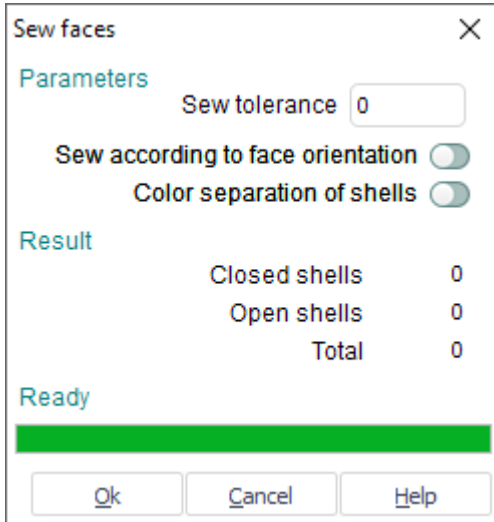 Sew faces
Parameters
Sew tolerance 0
Sew according to face orientation
Color separation of shells
Result
Closed shells 0
Open shells 0
Total 0
Ready
Ok Cancel Help